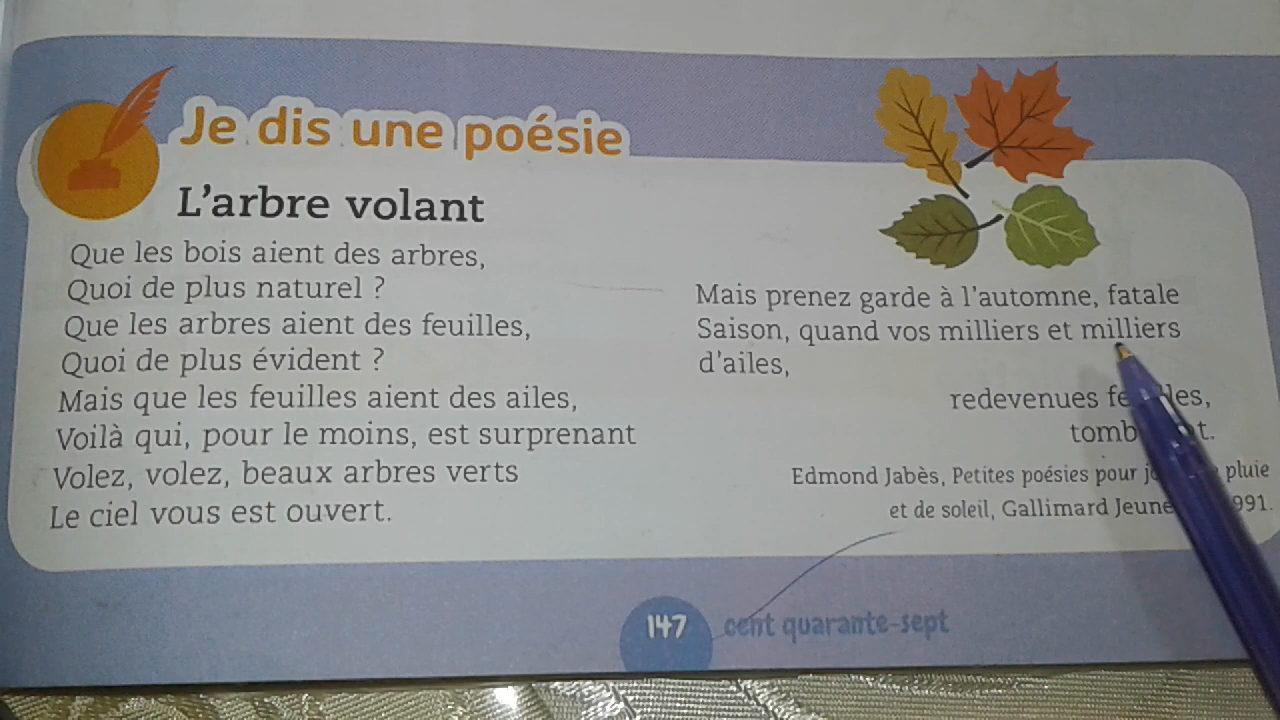 Je dis une poésie
L'arbre volant
Que les bois aient des arbres,
Quoi de plus naturel ?
Que les arbres aient des feuilles,
Quoi de plus évident ?
Mais que les feuilles aient des ailes,
Voilà qui, pour le moins, est surprenant
Volez, volez, beaux arbres verts
Le ciel vous est ouvert.
Mais prenez garde à l'automne, fatale
Saison, quand vos milliers et milliers
d'ailes,
redevenues
Edmond Jabès, Petites poésies pour pluie
et de soleil, Gallimard
147 cent quarante-sept